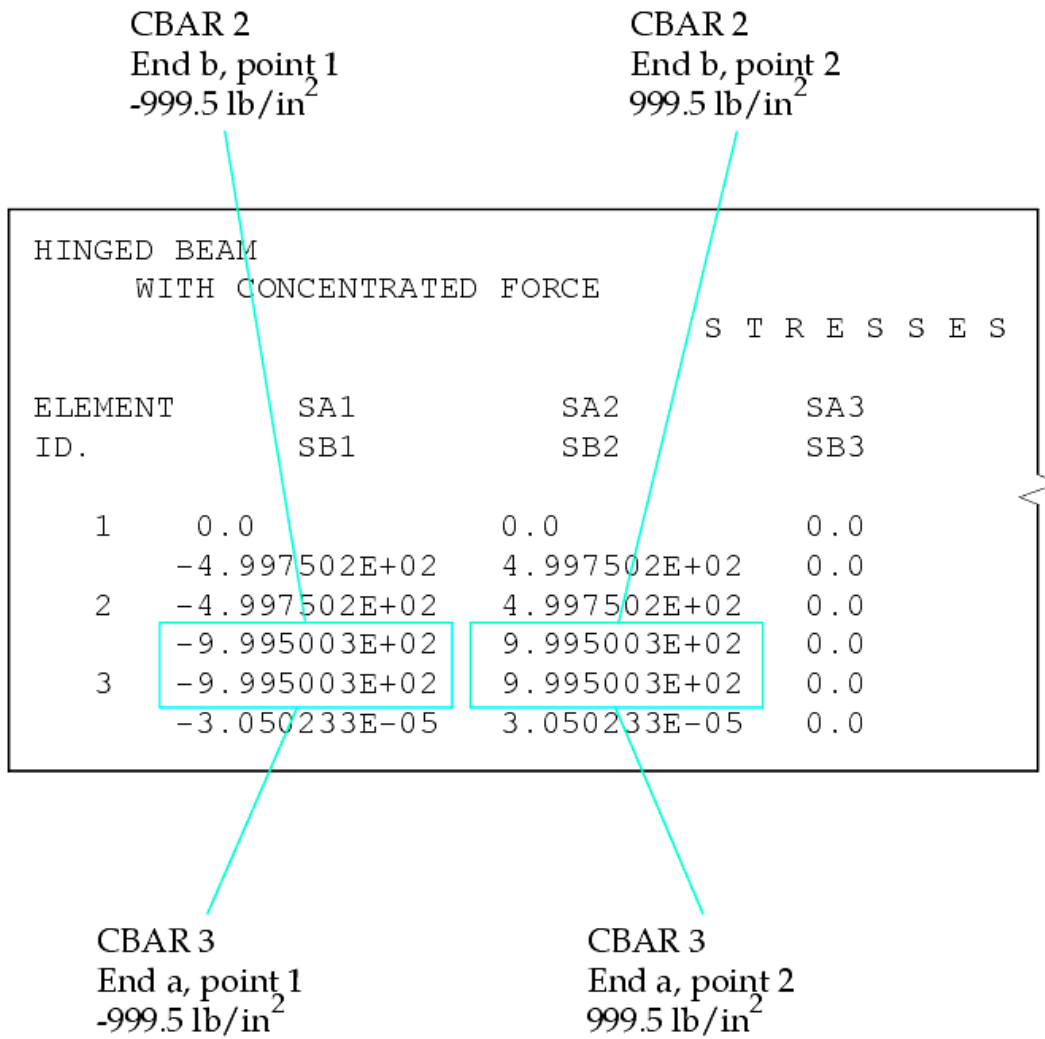 CBAR 2
End b, point 1
-999.5 lb/in2
CBAR 2
End b, point 2
999.5 lb/in2
HINGED BEAM
WITH CONCENTRATED FORCE
S T R E S S E S
ELEMENT SA1 SA2 SA3
ID. SB1 SB2 SB3
1 0.0 0.0 0.0
-4.997502E+02 4.997502E+02 0.0
2 -4.997502E+02 4.997502E+02 0.0
-9.995003E+02 9.995003E+02 0.0
3 -9.995003E+02 9.995003E+02 0.0
-3.050233E-05 3.050233E-05 0.0
CBAR 3
End a, point 1
-999.5 lb/in2
CBAR 3
End a, point 2
999.5 lb/in2